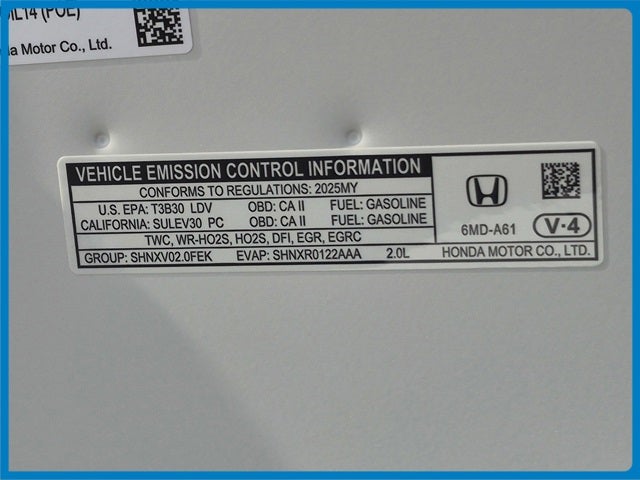 (POE)
Motor Co., Ltd.
VEHICLE EMISSION CONTROL INFORMATION
CONFORMS TO REGULATIONS: 2025MY
U.S. EPA: T3B30 LDV OBD: CA II FUEL: GASOLINE
CALIFORNIA: SULEV30 PC OBD: CA II FUEL: GASOLINE
TWC, WR-HO2S, HO2S, DFI, EGR, EGRC
GROUP: SHNXV02.0FEK EVAP: SHNXR0122AAA 2.0L
6MD-A61 V-4
HONDA MOTOR CO., LTD.